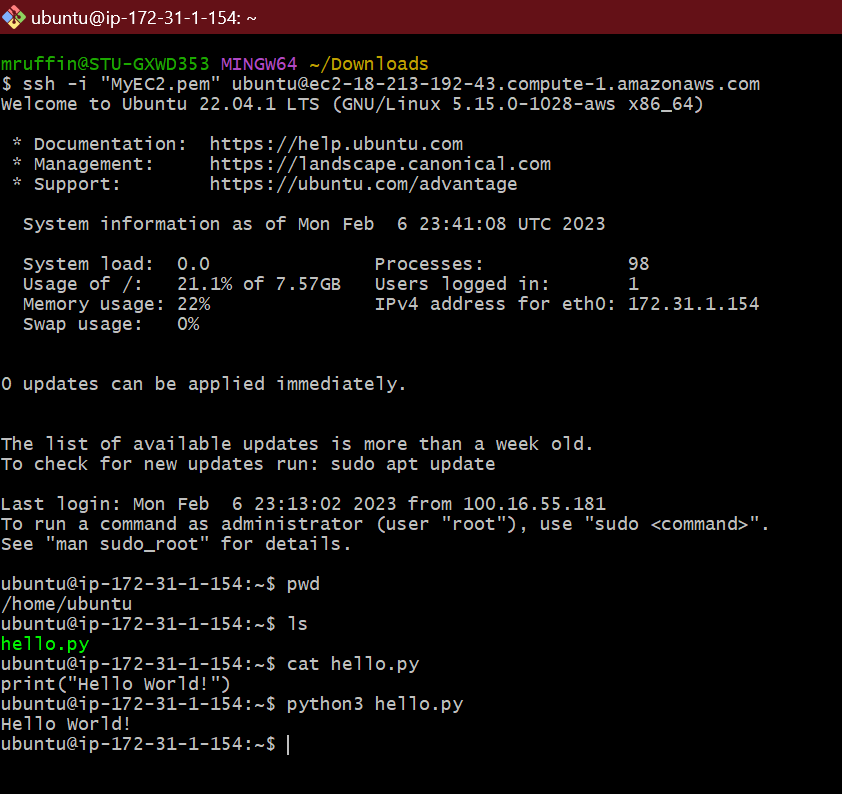 ubuntu@ip-172-31-1-154: ~
mruffin@STU-GXWD353 MINGW64 ~/Downloads
$ ssh -i "MyEC2.pem" ubuntu@ec2-18-213-192-43.compute-1.amazonaws.com
Welcome to Ubuntu 22.04.1 LTS (GNU/Linux 5.15.0-1028-aws x86_64)
* Documentation:  https://help.ubuntu.com
* Management:     https://landscape.canonical.com
* Support:        https://ubuntu.com/advantage
System information as of Mon Feb  6 23:41:08 UTC 2023
System load:  0.0               Processes:             98
Usage of /:   21.1% of 7.57GB   Users logged in:       1
Memory usage: 22%               IPv4 address for eth0: 172.31.1.154
Swap usage:   0%
0 updates can be applied immediately.
The list of available updates is more than a week old.
To check for new updates run: sudo apt update
Last login: Mon Feb  6 23:13:02 2023 from 100.16.55.181
To run a command as administrator (user "root"), use "sudo <command>".
See "man sudo_root" for details.
ubuntu@ip-172-31-1-154:~$ pwd
/home/ubuntu
ubuntu@ip-172-31-1-154:~$ ls
hello.py
ubuntu@ip-172-31-1-154:~$ cat hello.py
print("Hello World!")
ubuntu@ip-172-31-1-154:~$ python3 hello.py
Hello World!
ubuntu@ip-172-31-1-154:~$